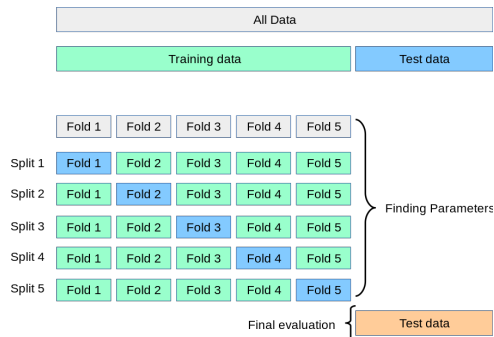 All Data
Training data Test data
Fold 1 Fold 2 Fold 3 Fold 4 Fold 5
Split 1 Fold 1 Fold 2 Fold 3 Fold 4 Fold 5
Split 2 Fold 1 Fold 2 Fold 3 Fold 4 Fold 5
Split 3 Fold 1 Fold 2 Fold 3 Fold 4 Fold 5
Finding Parameters
Split 4 Fold 1 Fold 2 Fold 3 Fold 4 Fold 5
Split 5 Fold 1 Fold 2 Fold 3 Fold 4 Fold 5
Final evaluation Test data